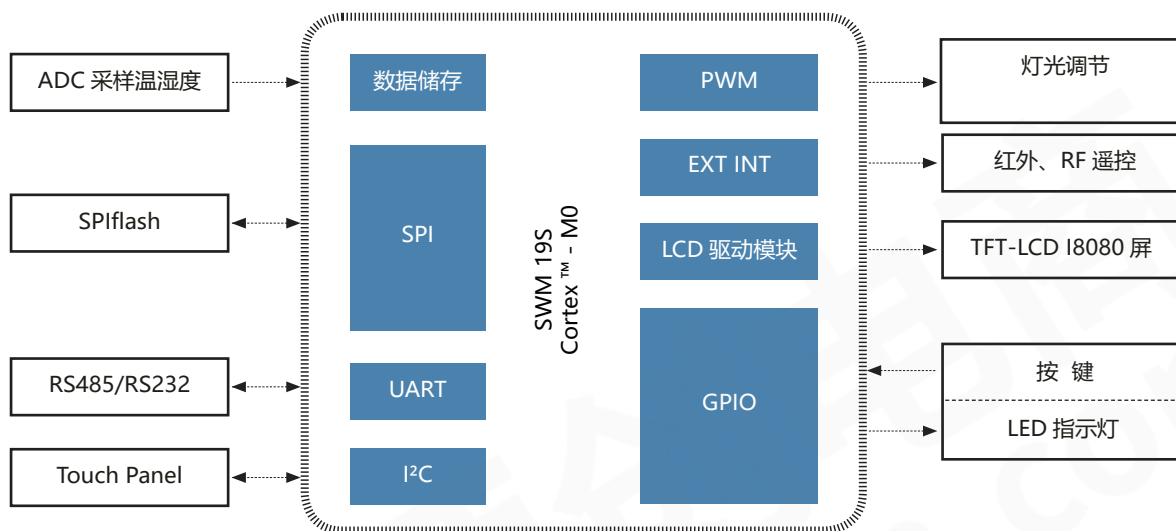 ADC 采样温湿度
SPIflash
RS485/RS232
Touch Panel
数据储存
SPI
UART
I²C
SWM 19S
Cortex ™ - M0
PWM
EXT INT
LCD 驱动模块
GPIO
灯光调节
红外、RF 遥控
TFT-LCD I8080 屏
按 键
LED 指示灯